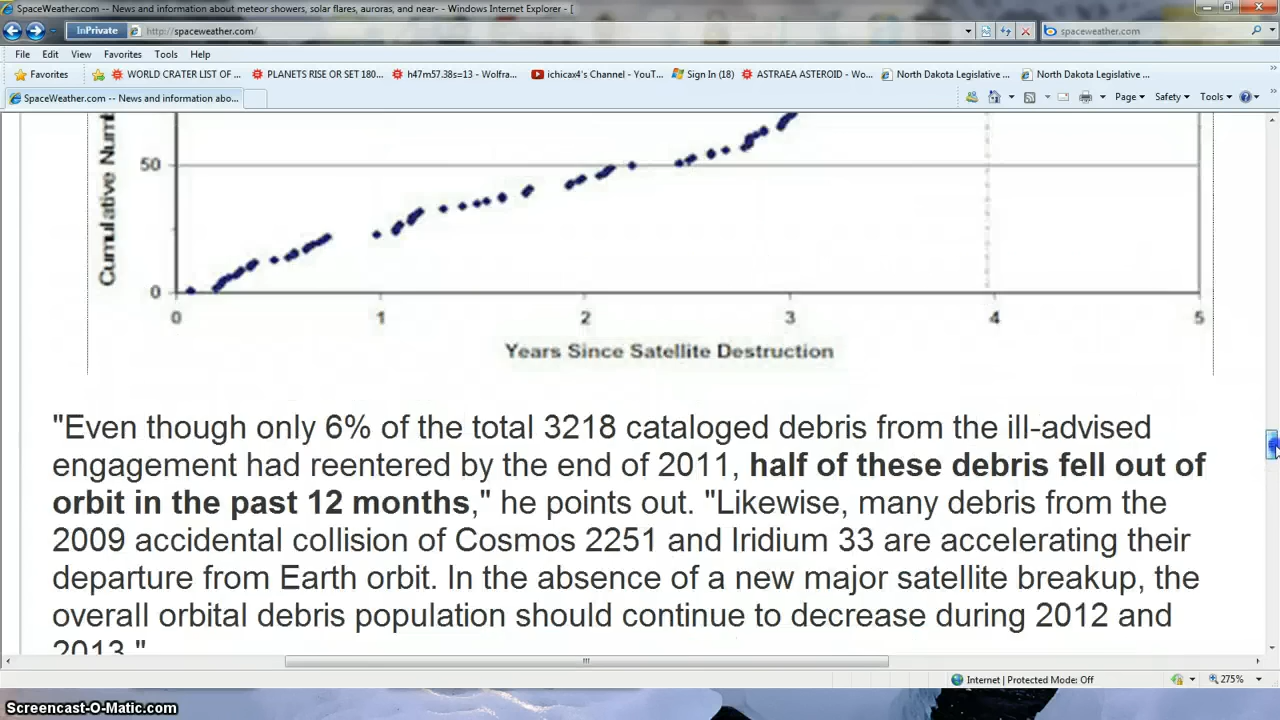 SpaceWeather.com -- News and information about meteor showers, solar flares, auroras, and near- - Windows Internet Explorer - [
InPrivate http://spaceweather.com/ spaceweather.com
File Edit View Favorites Tools Help
Favorites WORLD CRATER LIST OF ... PLANETS RISE OR SET 180... h47m57.38s=13 - Wolfra... ichicax4's Channel - YouT... Sign In (18) ASTRAEA ASTEROID - Wo... North Dakota Legislative ... North Dakota Legislative ...
SpaceWeather.com -- News and information abo... Page Safety Tools
Cumulative Numb
50
0
0 1 2 3 4 5
Years Since Satellite Destruction
"Even though only 6% of the total 3218 cataloged debris from the ill-advised
engagement had reentered by the end of 2011, half of these debris fell out of
orbit in the past 12 months," he points out. "Likewise, many debris from the
2009 accidental collision of Cosmos 2251 and Iridium 33 are accelerating their
departure from Earth orbit. In the absence of a new major satellite breakup, the
overall orbital debris population should continue to decrease during 2012 and
2013."
Internet | Protected Mode: Off 275%
Screencast-O-Matic.com